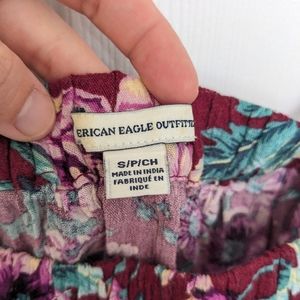 ERICAN EAGLE OUTFITT
S/P/CH
MADE IN INDIA
FABRIQUÉ EN
INDE